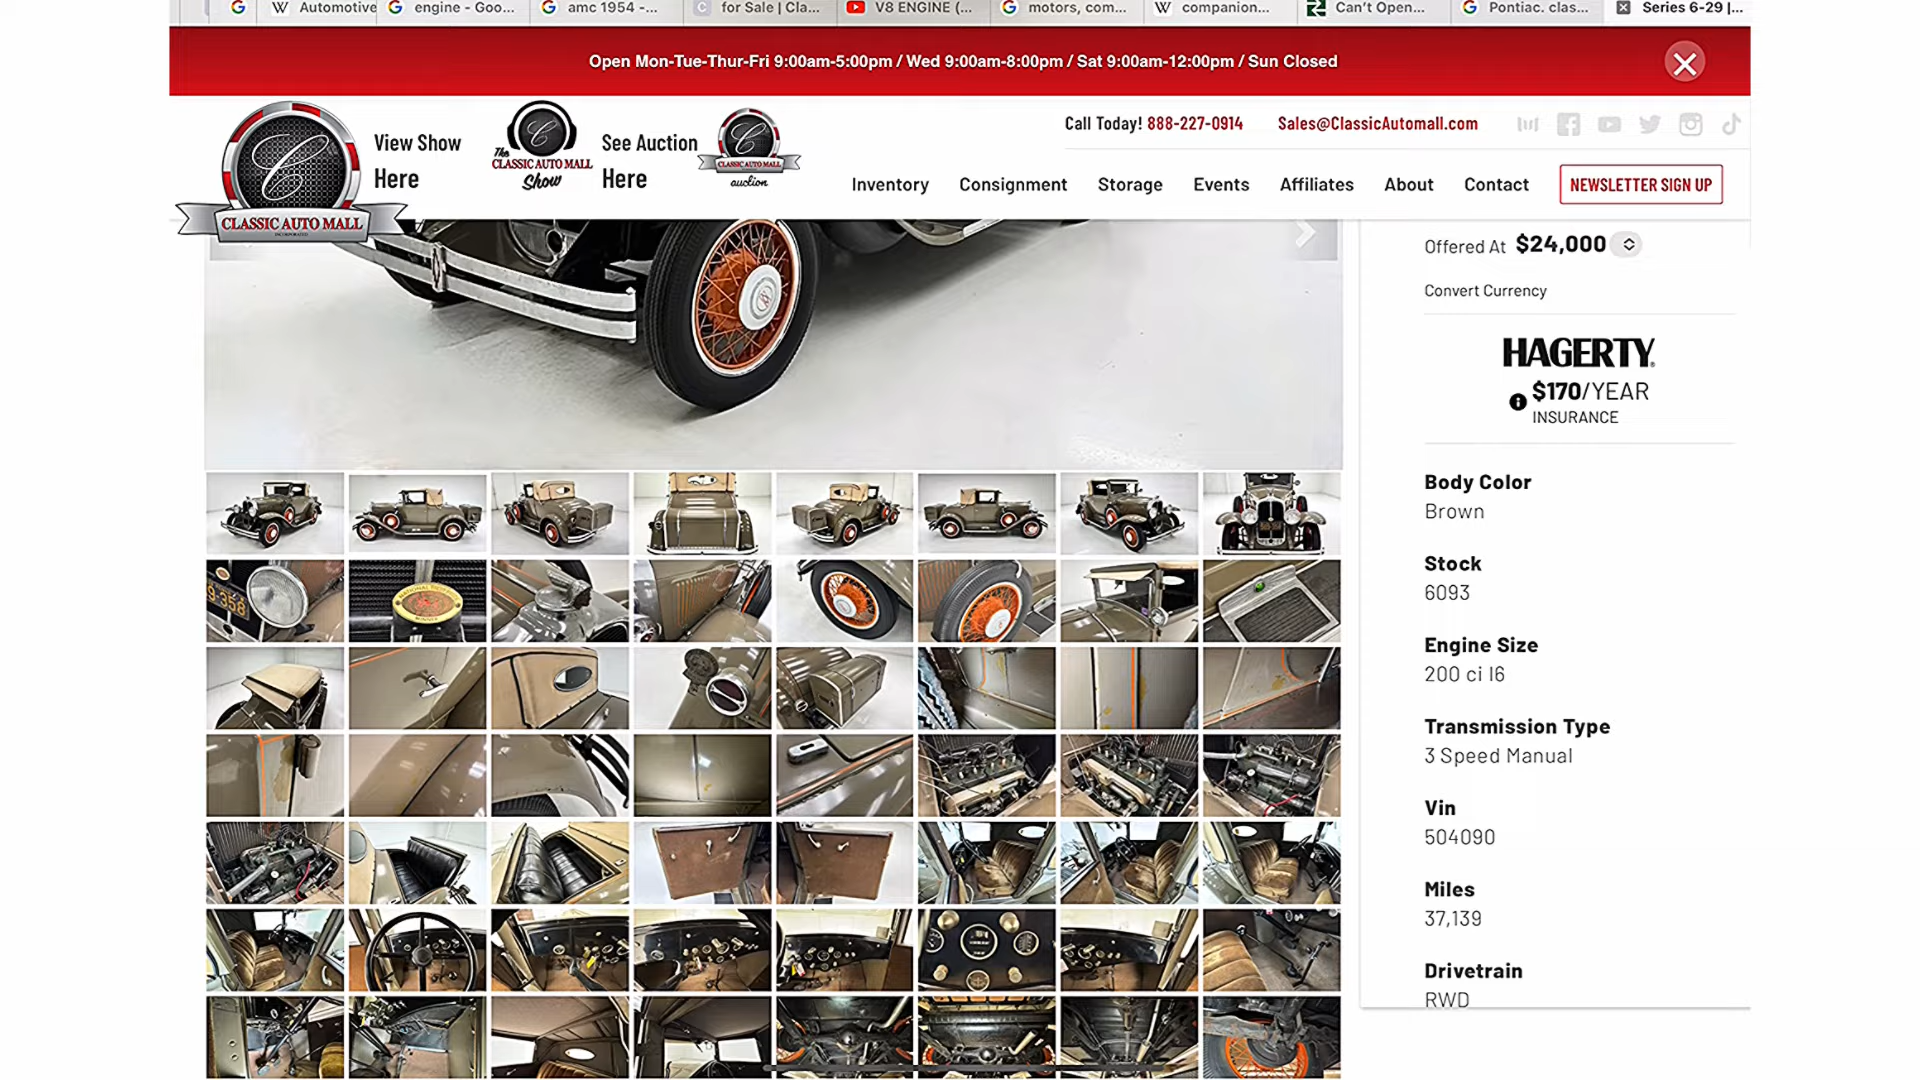 Automotive
engine - Goo...
amc 1954 -...
for Sale | Cla...
V8 ENGINE (...
motors, com...
companion...
Can't Open...
Pontiac. clas...
Series 6-29 |...
Open Mon-Tue-Thur-Fri 9:00am-5:00pm / Wed 9:00am-8:00pm / Sat 9:00am-12:00pm / Sun Closed
View Show
Here
The
CLASSIC AUTO MALL
Show
See Auction
Here
CLASSIC AUTO MALL
auction
CLASSIC AUTO MALL
INCORPORATED
Call Today! 888-227-0914
Sales@ClassicAutomall.com
Inventory
Consignment
Storage
Events
Affiliates
About
Contact
NEWSLETTER SIGN UP
Offered At $24,000
Convert Currency
HAGERTY
$170/YEAR
INSURANCE
Body Color
Brown
Stock
6093
Engine Size
200 ci I6
Transmission Type
3 Speed Manual
Vin
504090
Miles
37,139
Drivetrain
RWD